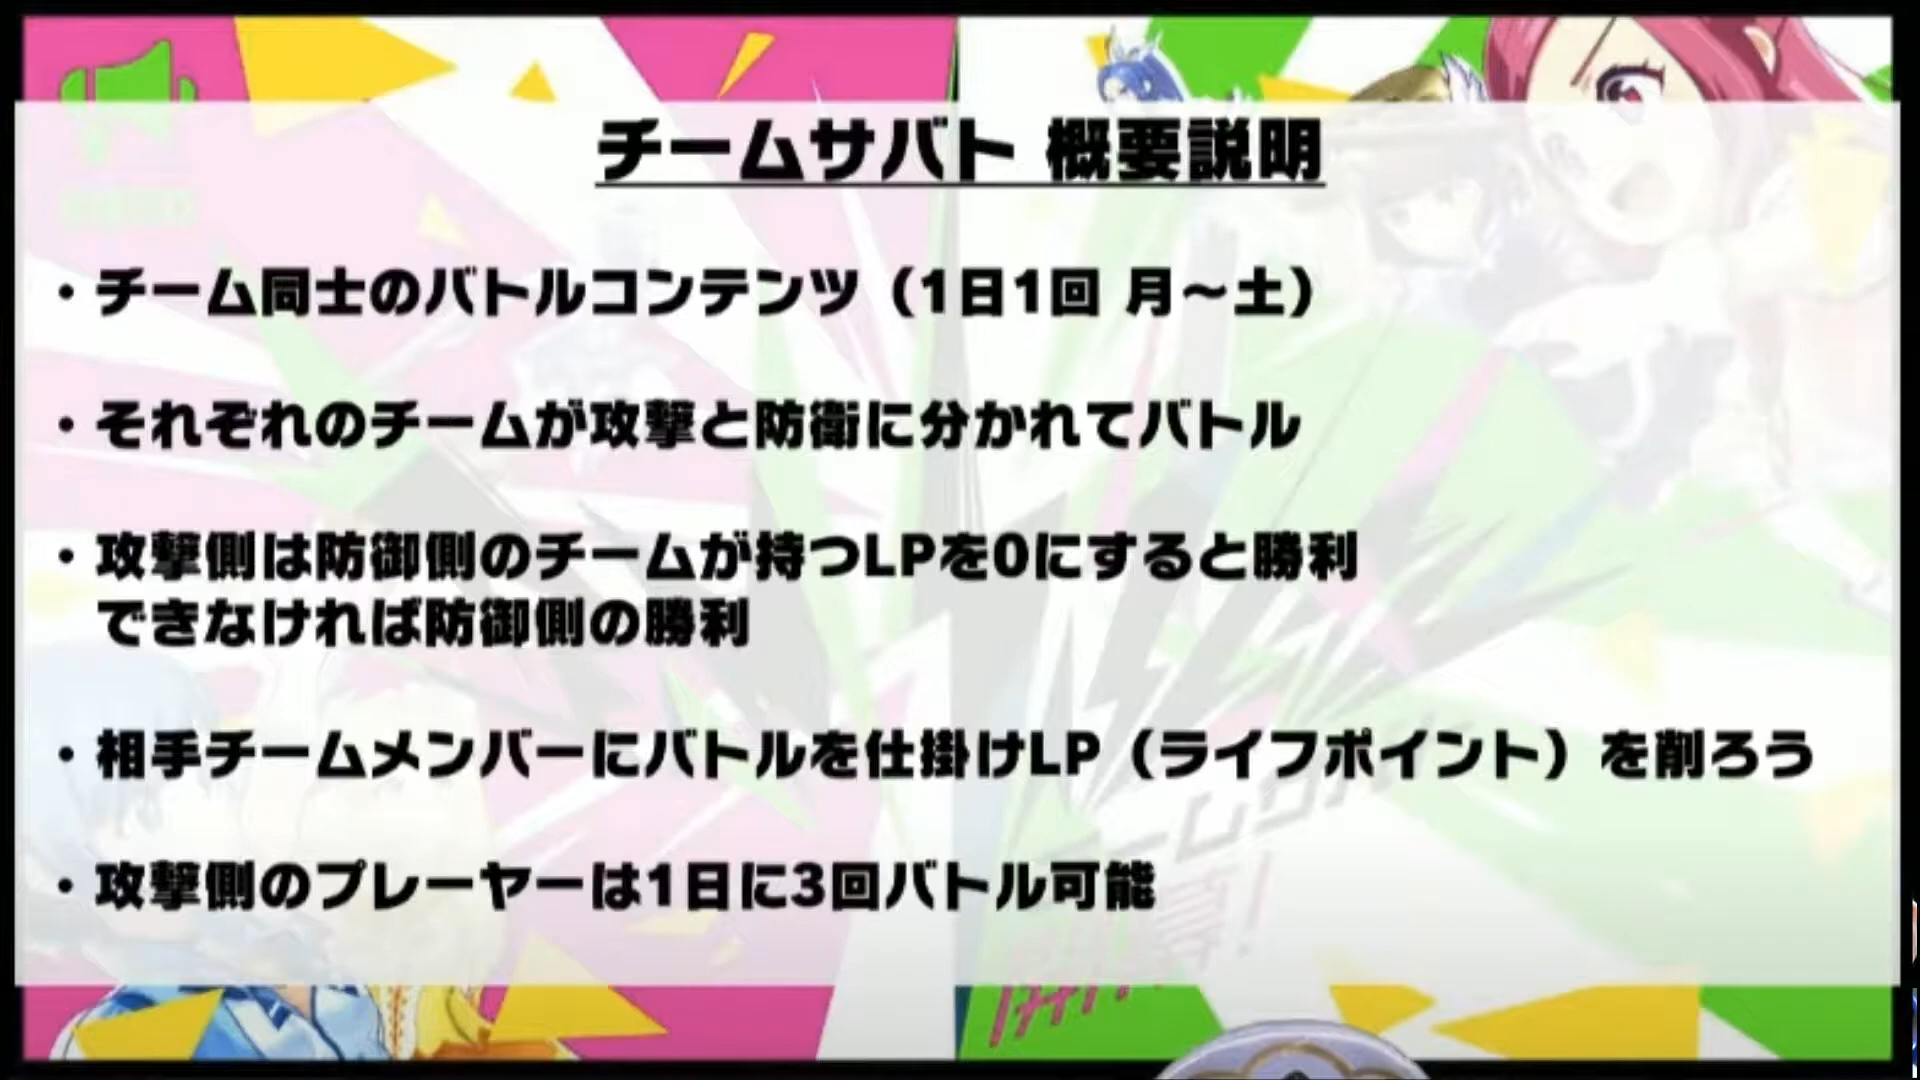 チームサバト 概要説明
・チーム同士のバトルコンテンツ（1日1回 月～土）
・それぞれのチームが攻撃と防衛に分かれてバトル
・攻撃側は防御側のチームが持つLPを0にすると勝利
できなければ防御側の勝利
・相手チームメンバーにバトルを仕掛けLP（ライフポイント）を削ろう
・攻撃側のプレーヤーは1日に3回バトル可能